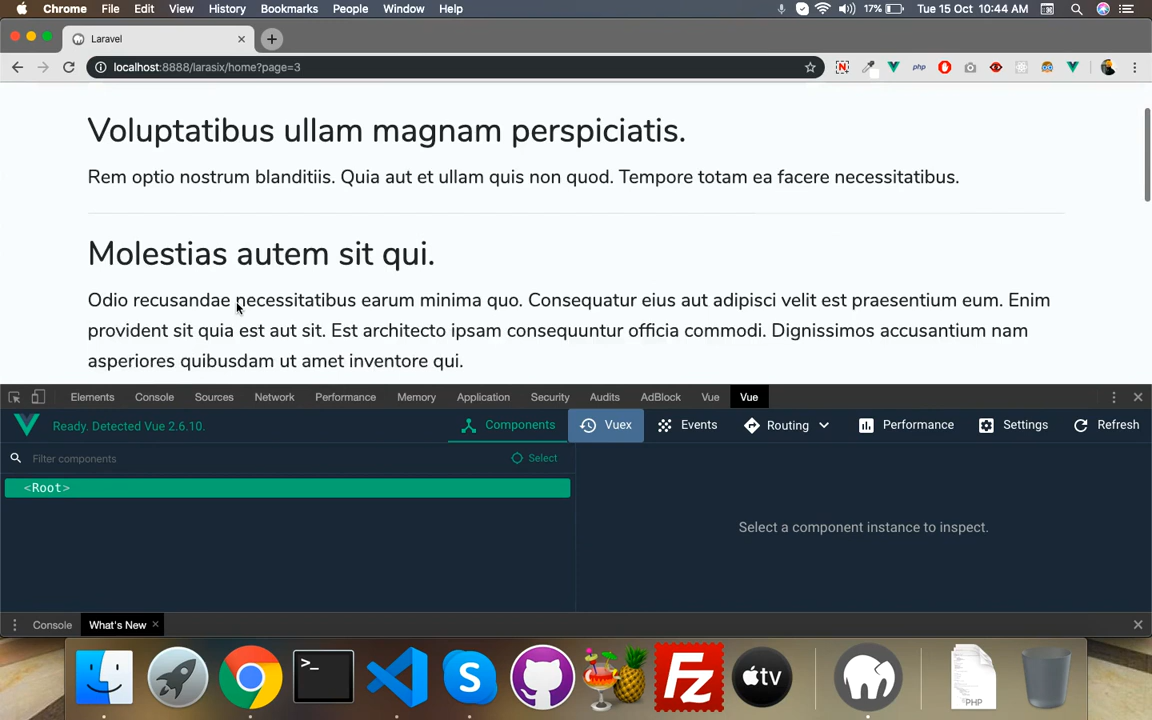 Chrome File Edit View History Bookmarks People Window Help 17% Tue 15 Oct 10:44 AM
Laravel
localhost:8888/larasix/home?page=3
php
Voluptatibus ullam magnam perspiciatis.
Rem optio nostrum blanditiis. Quia aut et ullam quis non quod. Tempore totam ea facere necessitatibus.
Molestias autem sit qui.
Odio recusandae necessitatibus earum minima quo. Consequatur eius aut adipisci velit est praesentium eum. Enim
provident sit quia est aut sit. Est architecto ipsam consequuntur officia commodi. Dignissimos accusantium nam
asperiores quibusdam ut amet inventore qui.
Elements Console Sources Network Performance Memory Application Security Audits AdBlock Vue Vue
Ready. Detected Vue 2.6.10. Components Vuex Events Routing Performance Settings Refresh
Filter components Select
<Root>
Select a component instance to inspect.
Console What's New
>_ S Fz tv PHP